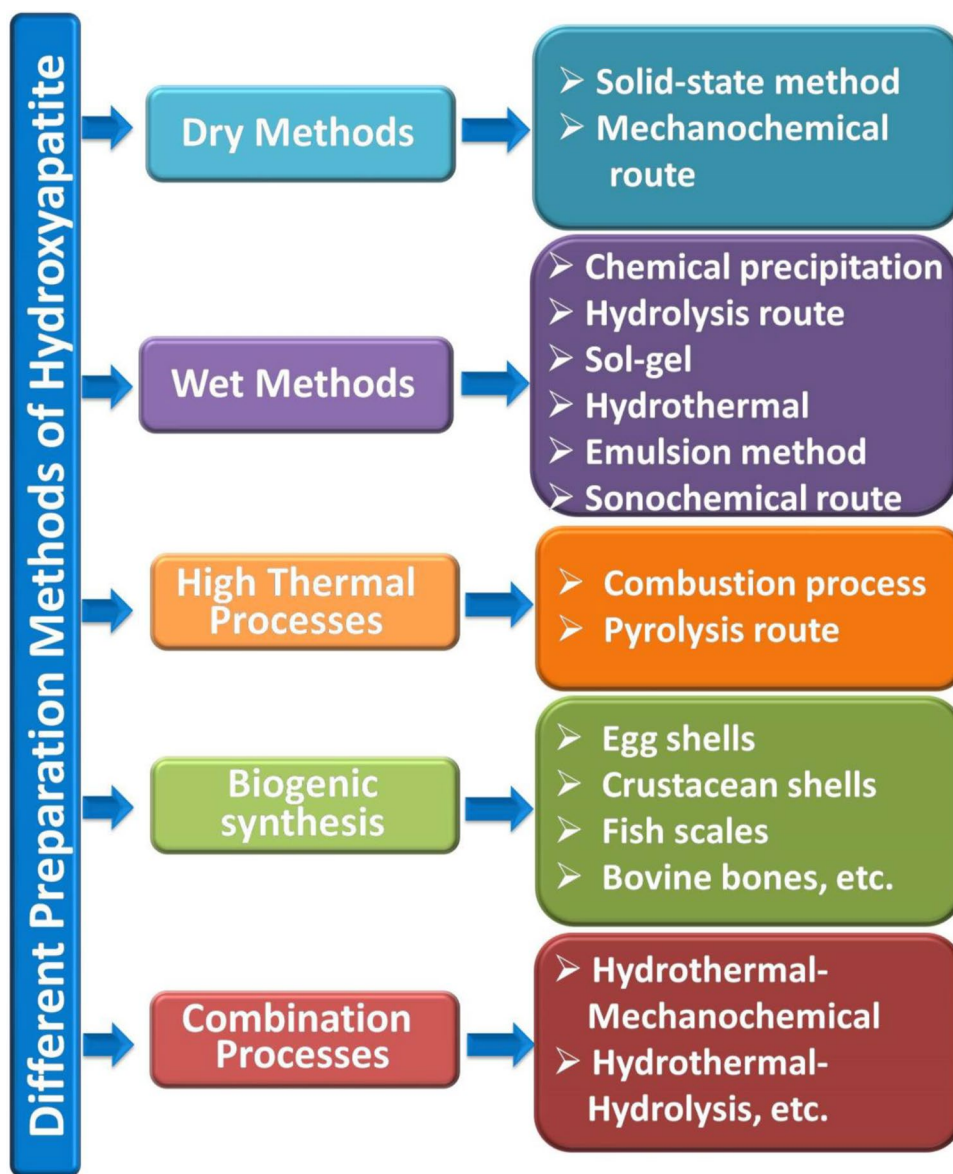 Different Preparation Methods of Hydroxyapatite
Dry Methods
➢ Solid-state method
➢ Mechanochemical
route
Wet Methods
➢ Chemical precipitation
➢ Hydrolysis route
➢ Sol-gel
➢ Hydrothermal
➢ Emulsion method
➢ Sonochemical route
High Thermal
Processes
➢ Combustion process
➢ Pyrolysis route
Biogenic
synthesis
➢ Egg shells
➢ Crustacean shells
➢ Fish scales
➢ Bovine bones, etc.
Combination
Processes
➢ Hydrothermal-
Mechanochemical
➢ Hydrothermal-
Hydrolysis, etc.